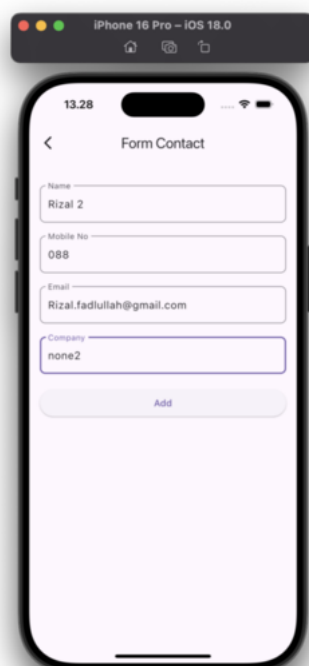 iPhone 16 Pro – iOS 18.0
13.28
Form Contact
Name
Rizal 2
Mobile No
088
Email
Rizal.fadlullah@gmail.com
Company
none2
Add